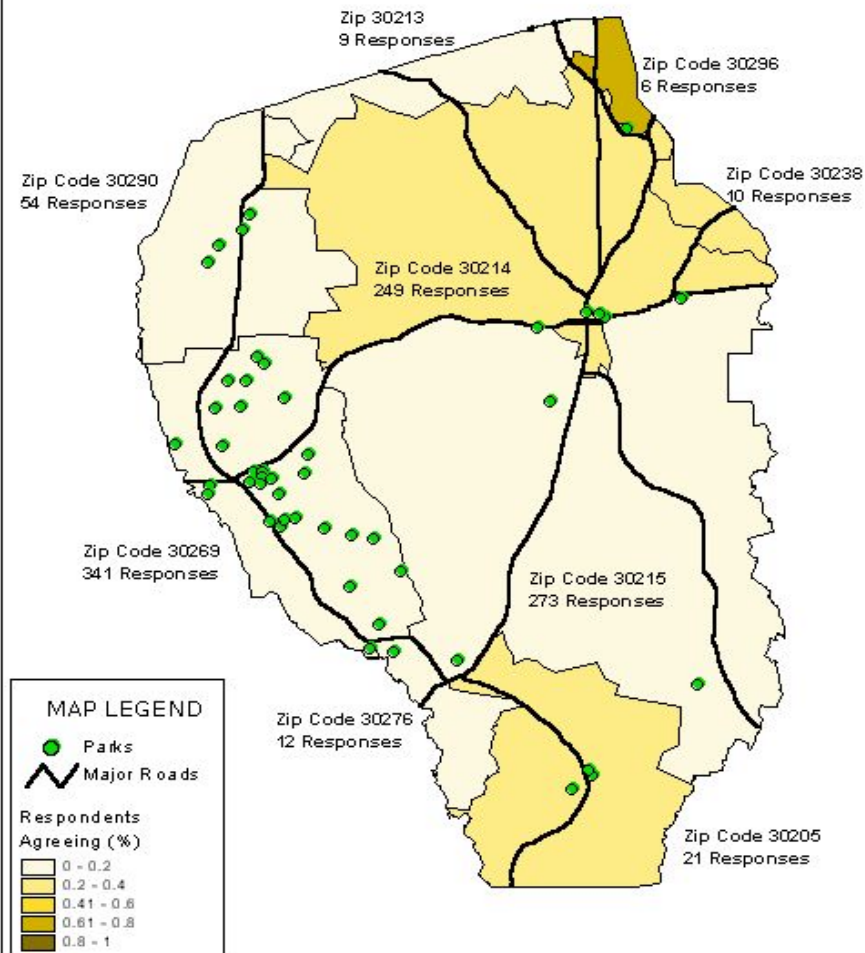 Zip 30213
9 Responses
Zip Code 30296
6 Responses
Zip Code 30290
54 Responses
Zip Code 30238
10 Responses
Zip Code 30214
249 Responses
Zip Code 30269
341 Responses
Zip Code 30215
273 Responses
Zip Code 30276
12 Responses
Zip Code 30205
21 Responses
MAP LEGEND
Parks
Major Roads
Respondents
Agreeing (%)
0 - 0.2
0.2 - 0.4
0.41 - 0.6
0.61 - 0.8
0.8 - 1